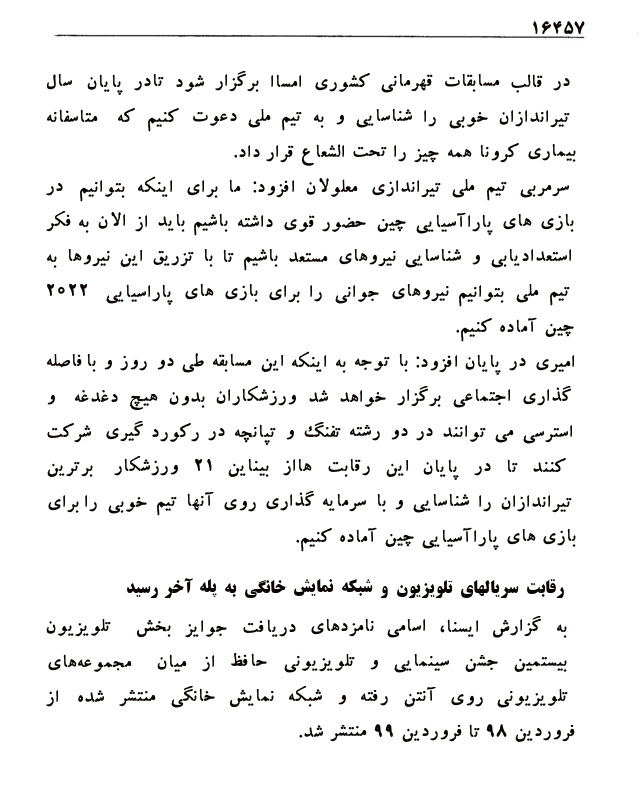 ۱۶۴۵۷
در قالب مسابقات قهرمانی کشوری امساا برگزار شود تادر پایان سال
تیراندازان خوبی را شناسایی و به تیم ملی دعوت کنیم که متاسفانه
بیماری کرونا همه چیز را تحت الشعاع قرار داد.
سرمربی تیم ملی تیراندازی معلولان افزود: ما برای اینکه بتوانیم در
بازی های پاراآسیایی چین حضور قوی داشته باشیم باید از الان به فکر
استعدادیابی و شناسایی نیروهای مستعد باشیم تا با تزریق این نیروها به
تیم ملی بتوانیم نیروهای جوانی را برای بازی های پاراسیایی ۲۰۲۲
چین آماده کنیم.
امیری در پایان افزود: با توجه به اینکه این مسابقه طی دو روز و با فاصله
گذاری اجتماعی برگزار خواهد شد ورزشکاران بدون هیچ دغدغه و
استرسی می توانند در دو رشته تفنگ و تپانچه در رکورد گیری شرکت
کنند تا در پایان این رقابت هااز بیناین ۲۱ ورزشکار برترین
تیراندازان را شناسایی و با سرمایه گذاری روی آنها تیم خوبی را برای
بازی های پاراآسیایی چین آماده کنیم.
رقابت سریالهای تلویزیون و شبکه نمایش خانگی به پله آخر رسید
به گزارش ایسنا، اسامی نامزدهای دریافت جوایز بخش تلویزیون
بیستمین جشن سینمایی و تلویزیونی حافظ از میان مجموعه‌های
تلویزیونی روی آنتن رفته و شبکه نمایش خانگی منتشر شده از
فروردین ۹۸ تا فروردین ۹۹ منتشر شد.